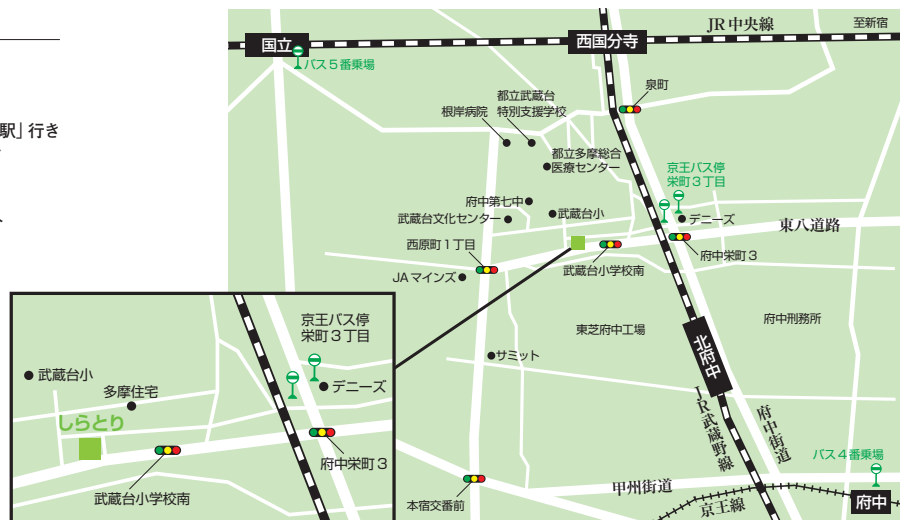 駅」行き
JR中央線
至新宿
国立
西国分寺
バス5番乗場
泉町
都立武蔵台
特別支援学校
根岸病院
都立多摩総合
医療センター
京王バス停
栄町3丁目
府中第七中
武蔵台文化センター
武蔵台小
デニーズ
東八道路
西原町1丁目
府中栄町3
JAマインズ
武蔵台小学校南
東芝府中工場
府中刑務所
北府中
サミット
JR武蔵野線
府中街道
バス4番乗場
甲州街道
府中
京王線
本宿交番前
京王バス停
栄町3丁目
武蔵台小
多摩住宅
デニーズ
しらとり
府中栄町3
武蔵台小学校南